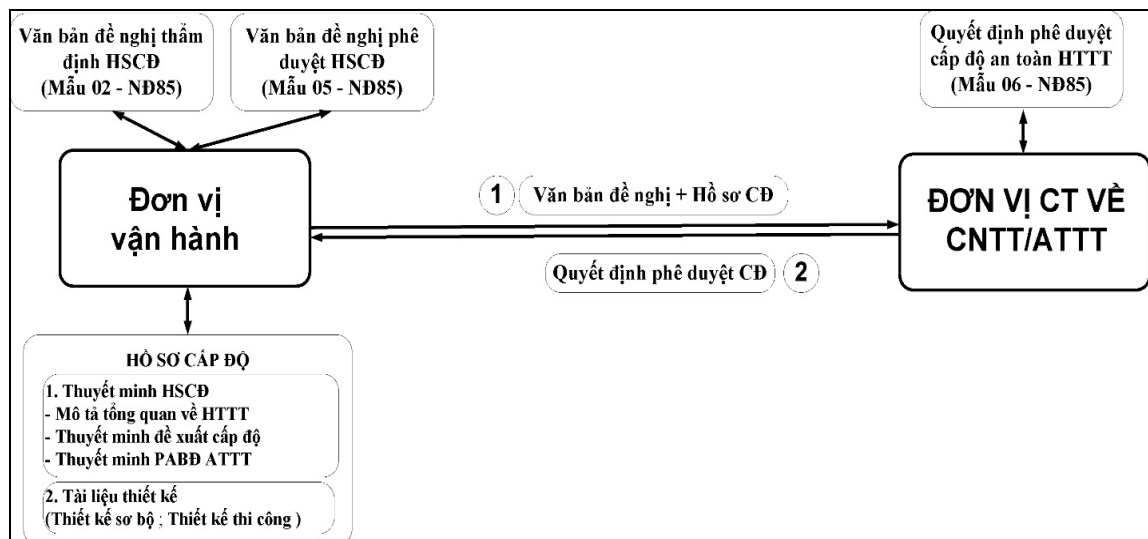 Văn bản đề nghị thẩm
định HSCĐ
(Mẫu 02 - NĐ85)
Văn bản đề nghị phê
duyệt HSCĐ
(Mẫu 05 - NĐ85)
Quyết định phê duyệt
cấp độ an toàn HTTT
(Mẫu 06 - NĐ85)
Đơn vị
vận hành
1 Văn bản đề nghị + Hồ sơ CĐ
Quyết định phê duyệt CĐ 2
ĐƠN VỊ CT VỀ
CNTT/ATTT
HỒ SƠ CẤP ĐỘ
1. Thuyết minh HSCĐ
- Mô tả tổng quan về HTTT
- Thuyết minh đề xuất cấp độ
- Thuyết minh PABĐ ATTT
2. Tài liệu thiết kế
(Thiết kế sơ bộ ; Thiết kế thi công )